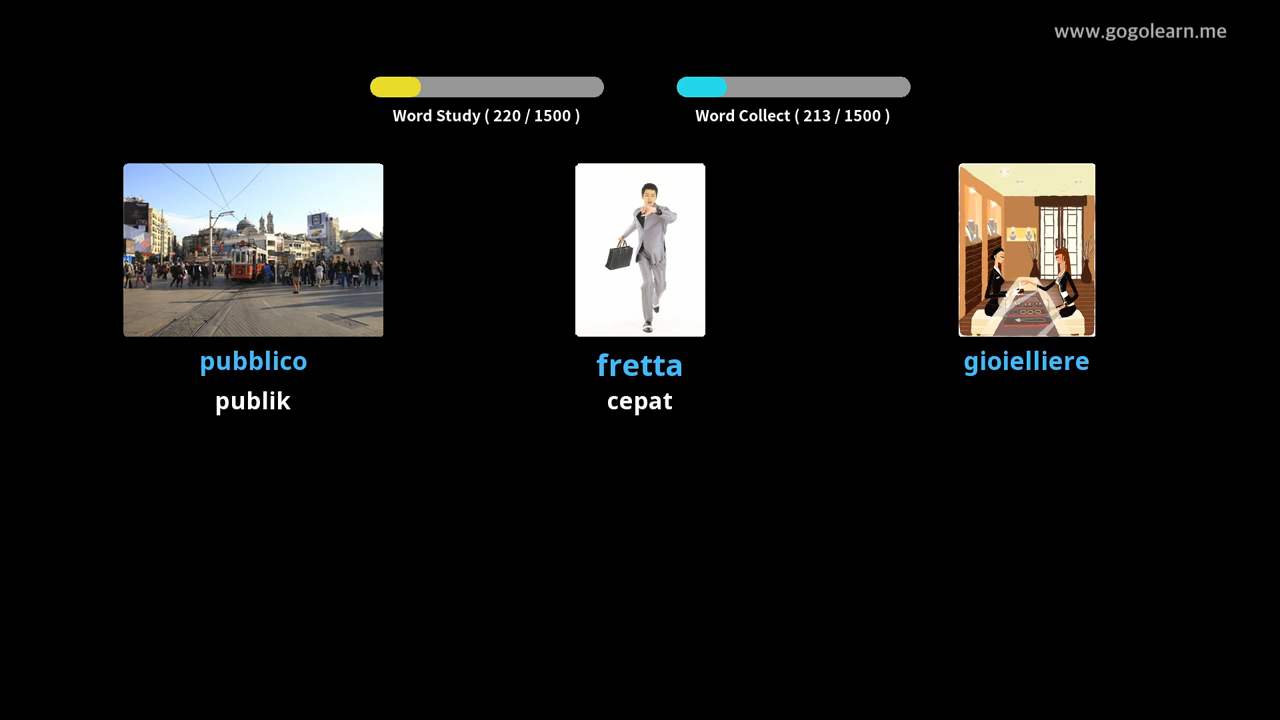 www.gogolearn.me
Word Study ( 220 / 1500 )
Word Collect ( 213 / 1500 )
pubblico
fretta
gioielliere
publik
cepat